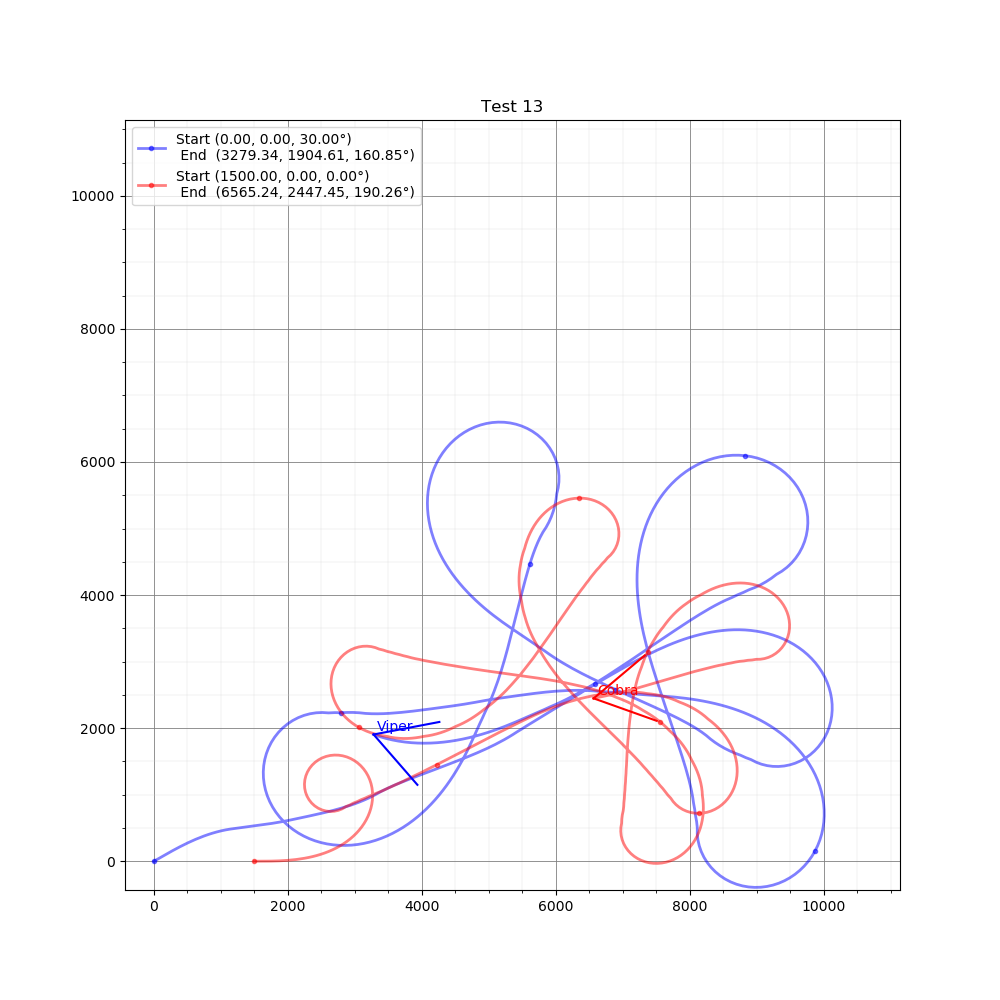 Test 13
Start (0.00, 0.00, 30.00°)
End (3279.34, 1904.61, 160.85°)
Start (1500.00, 0.00, 0.00°)
End (6565.24, 2447.45, 190.26°)
10000
8000
6000
4000
2000
0
Cobra
Viper
0 2000 4000 6000 8000 10000